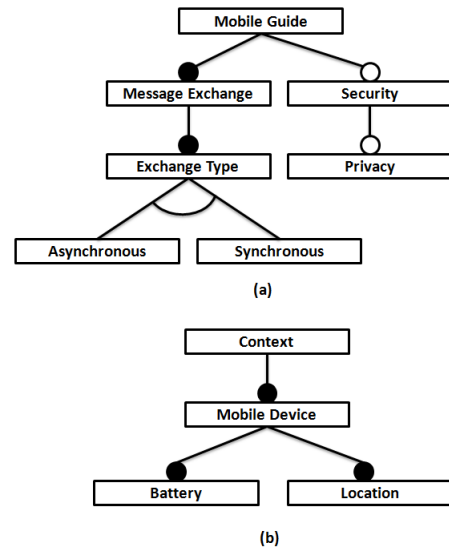 Mobile Guide
Message Exchange
Security
Exchange Type
Privacy
Asynchronous
Synchronous
(a)
Context
Mobile Device
Battery
Location
(b)